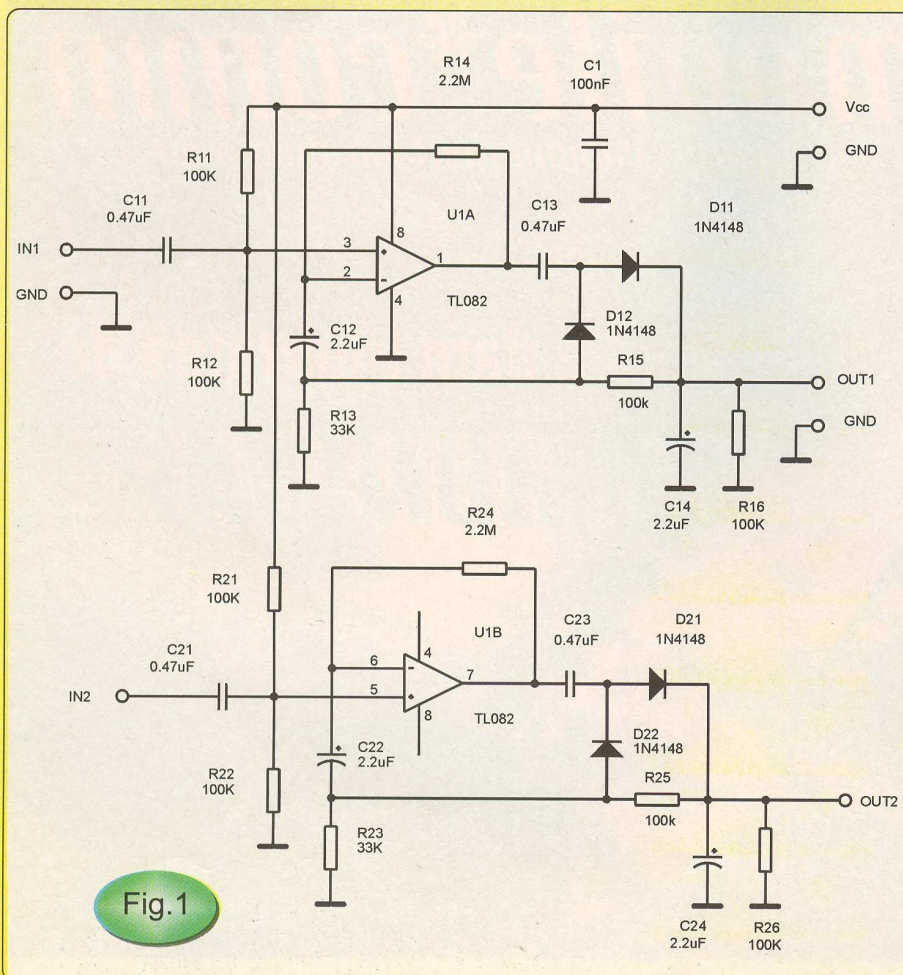 R14
2.2M
C1
100nF
Vcc
GND
R11
100K
C11
0.47uF
U1A
C13
0.47uF
D11
1N4148
IN1
3
8
+
2
-
1
4
TL082
GND
C12
2.2uF
+
D12
1N4148
R12
100K
R15
100k
OUT1
R13
33K
GND
+
C14
2.2uF
R16
100K
R24
2.2M
R21
100K
U1B
C23
0.47uF
D21
1N4148
C21
0.47uF
4
6
-
7
5
+
8
TL082
IN2
C22
2.2uF
+
D22
1N4148
R22
100K
R25
100k
OUT2
R23
33K
+
C24
2.2uF
R26
100K
Fig.1